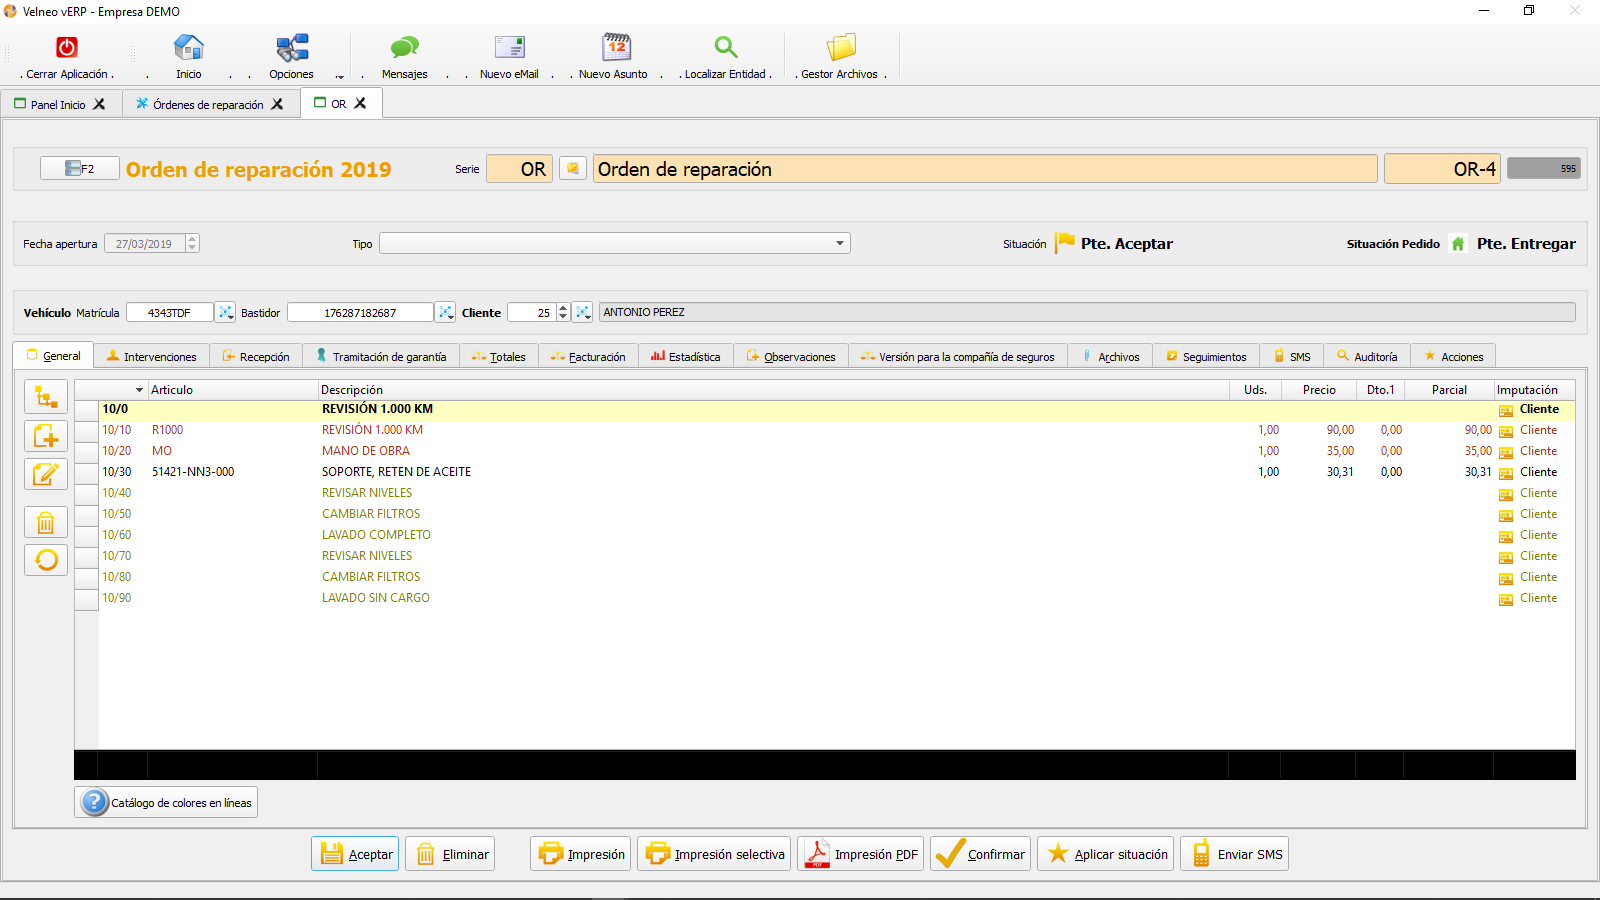 Velneo vERP - Empresa DEMO
. Cerrar Aplicación . . Inicio . . Opciones . Mensajes . . Nuevo eMail . . Nuevo Asunto . . Localizar Entidad . . Gestor Archivos .
12
Panel Inicio Órdenes de reparación OR
F2 Orden de reparación 2019 Serie OR Orden de reparación OR-4 595
Fecha apertura 27/03/2019 Tipo Situación Pte. Aceptar Situación Pedido Pte. Entregar
Vehículo Matrícula 4343TDF Bastidor 176287182687 Cliente 25 ANTONIO PEREZ
General Intervenciones Recepción Tramitación de garantía Totales Facturación Estadística Observaciones Versión para la compañía de seguros Archivos Seguimientos SMS Auditoría Acciones
Articulo Descripción Uds. Precio Dto.1 Parcial Imputación
10/0 REVISIÓN 1.000 KM Cliente
10/10 R1000 REVISIÓN 1.000 KM 1,00 90,00 0,00 90,00 Cliente
10/20 MO MANO DE OBRA 1,00 35,00 0,00 35,00 Cliente
10/30 51421-NN3-000 SOPORTE, RETEN DE ACEITE 1,00 30,31 0,00 30,31 Cliente
10/40 REVISAR NIVELES Cliente
10/50 CAMBIAR FILTROS Cliente
10/60 LAVADO COMPLETO Cliente
10/70 REVISAR NIVELES Cliente
10/80 CAMBIAR FILTROS Cliente
10/90 LAVADO SIN CARGO Cliente
? Catálogo de colores en líneas
Aceptar Eliminar Impresión Impresión selectiva PDF Impresión PDF Confirmar Aplicar situación Enviar SMS